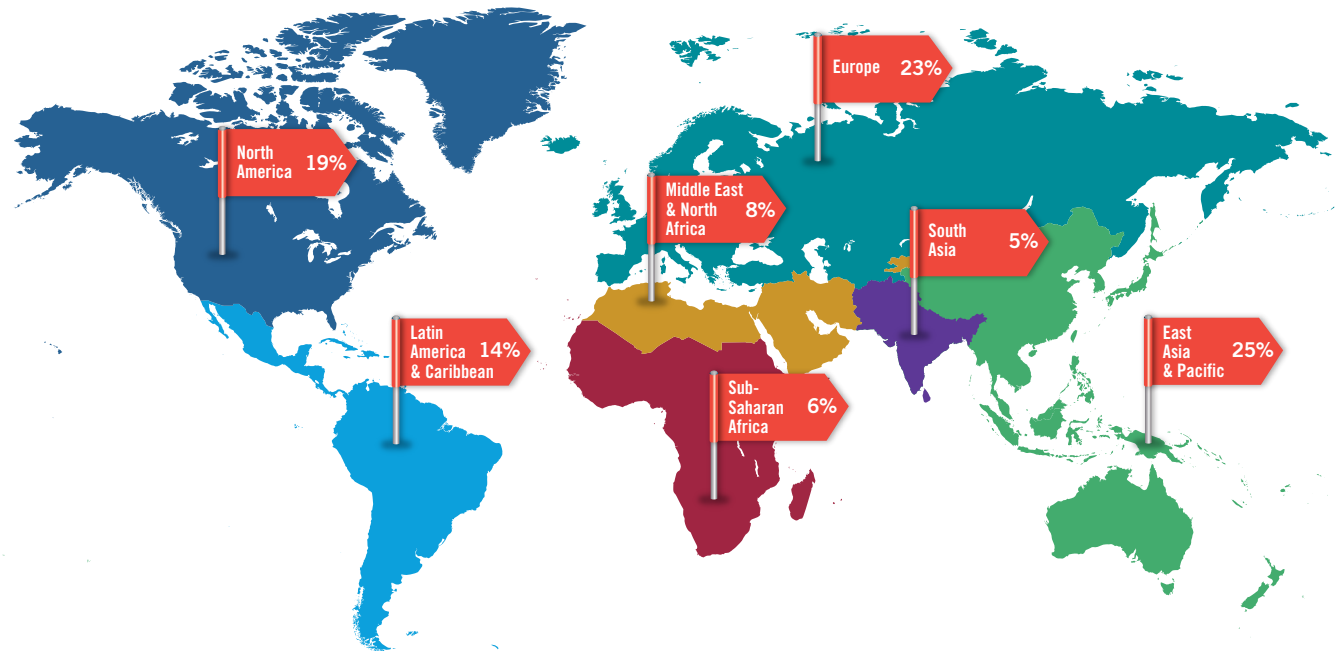 Europe 23%
North
America 19%
Middle East
& North
Africa 8%
South
Asia 5%
Latin
America 14%
& Caribbean
East
Asia 25%
& Pacific
Sub-
Saharan 6%
Africa